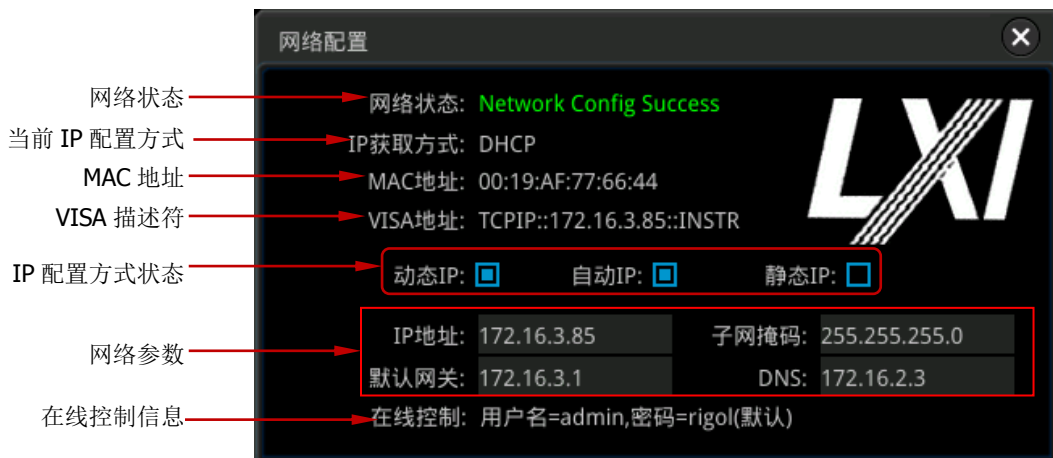 网络配置
网络状态 网络状态: Network Config Success
当前 IP 配置方式 IP获取方式: DHCP
MAC 地址 MAC地址: 00:19:AF:77:66:44
VISA 描述符 VISA地址: TCPIP::172.16.3.85::INSTR
LXI
IP 配置方式状态 动态IP: 自动IP: 静态IP:
IP地址: 172.16.3.85 子网掩码: 255.255.255.0
网络参数
默认网关: 172.16.3.1 DNS: 172.16.2.3
在线控制信息 在线控制: 用户名=admin,密码=rigol(默认)